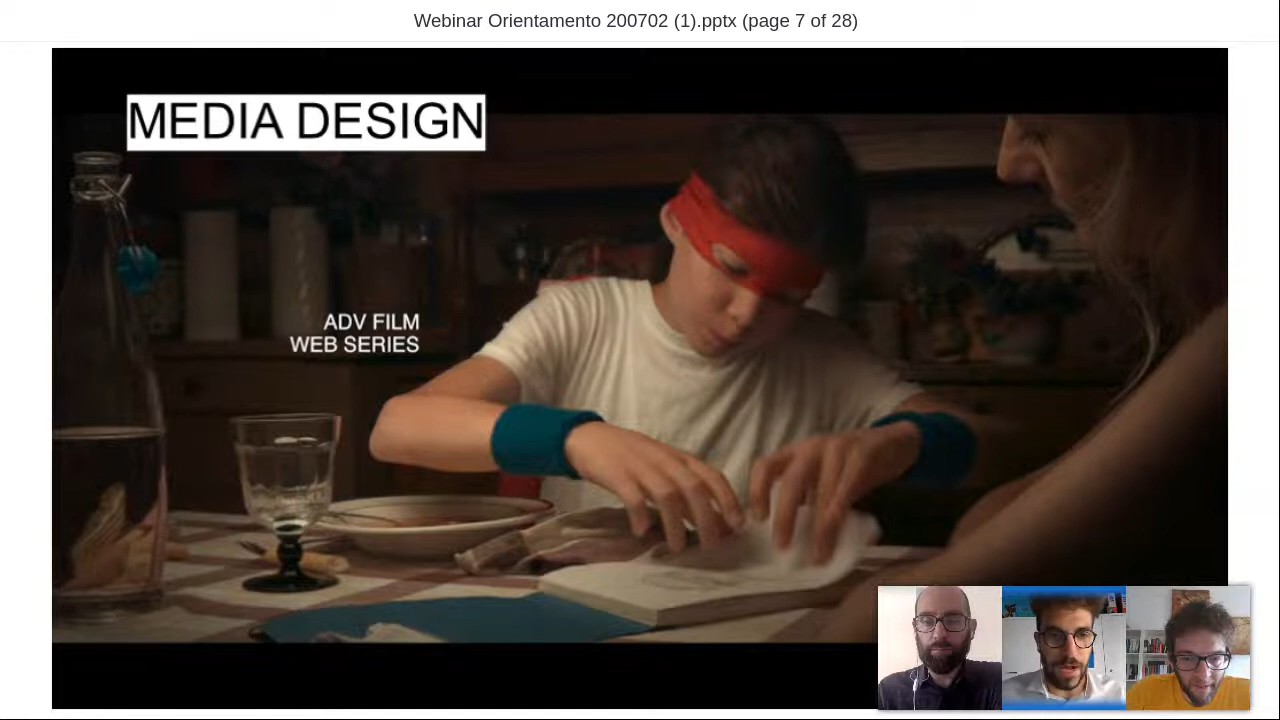 Webinar Orientamento 200702 (1).pptx (page 7 of 28)
MEDIA DESIGN
ADV FILM
WEB SERIES